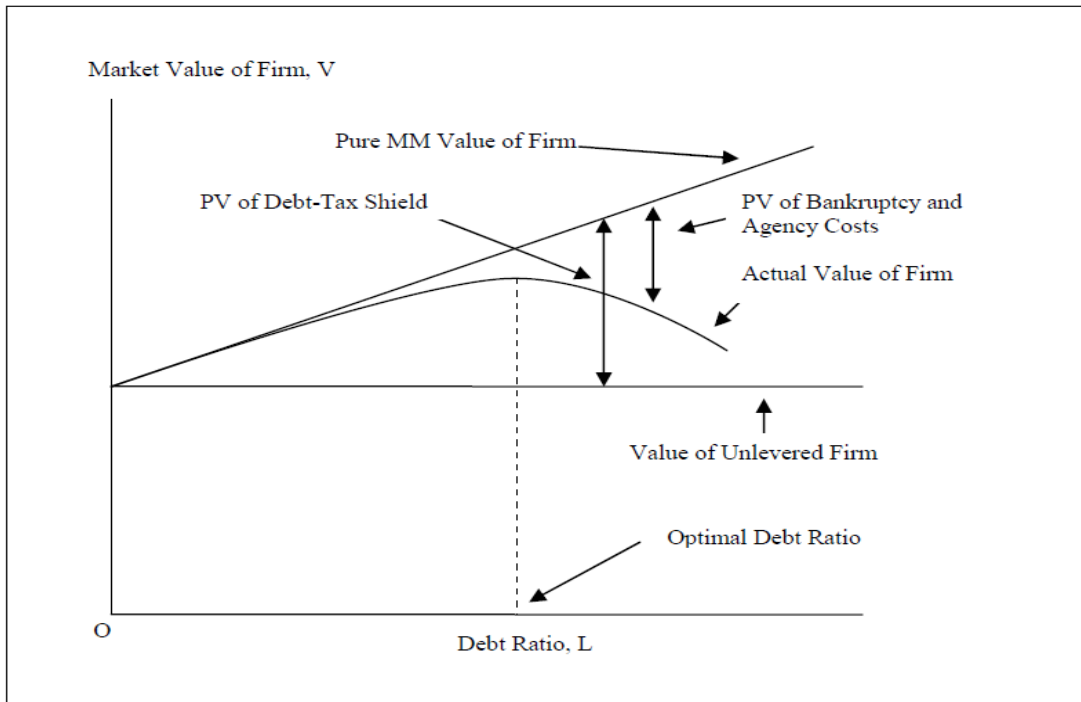 Market Value of Firm, V
Pure MM Value of Firm
PV of Debt-Tax Shield
PV of Bankruptcy and
Agency Costs
Actual Value of Firm
Value of Unlevered Firm
Optimal Debt Ratio
O
Debt Ratio, L